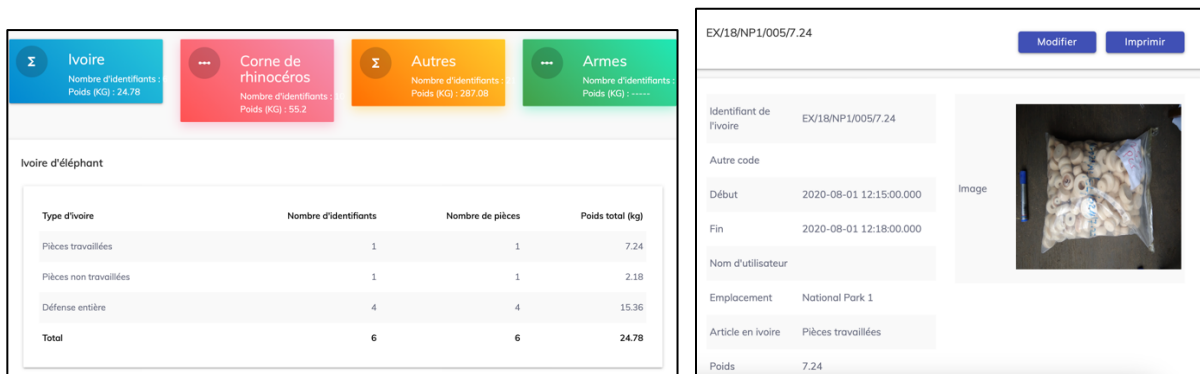 Ivoire
Nombre d'identifiants :
Poids (KG) : 24.78
Corne de
rhinocéros
Nombre d'identifiants :
Poids (KG) : 55.2
Autres
Nombre d'identifiants :
Poids (KG) : 287.08
Armes
Nombre d'identifiants :
Poids (KG) : -----
Ivoire d'éléphant
Type d'ivoire Nombre d'identifiants Nombre de pièces Poids total (kg)
Pièces travaillées 1 1 7.24
Pièces non travaillées 1 1 2.18
Défense entière 4 4 15.36
Total 6 6 24.78
EX/18/NP1/005/7.24
Modifier Imprimir
Identifiant de
l'ivoire
EX/18/NP1/005/7.24
Autre code
Début 2020-08-01 12:15:00.000
Fin 2020-08-01 12:18:00.000
Nom d'utilisateur
Emplacement National Park 1
Article en ivoire Pièces travaillées
Poids 7.24
Image